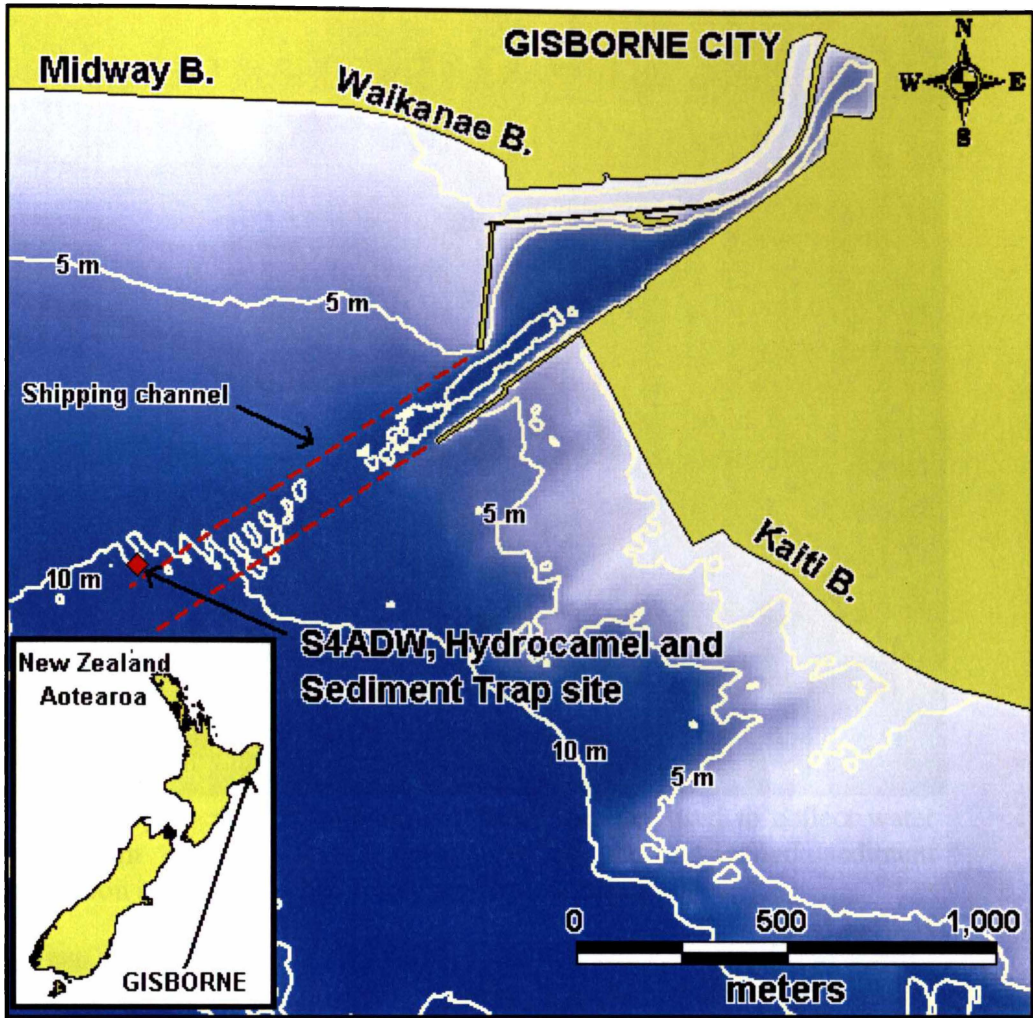 GISBORNE CITY
N
W E
S
Midway B.
Waikanae B.
5 m
5 m
Shipping channel
5 m
Kaiti B.
10 m
S4ADW, Hydrocamel and
Sediment Trap site
10 m
5 m
New Zealand
Aotearoa
GISBORNE
0 500 1,000
meters